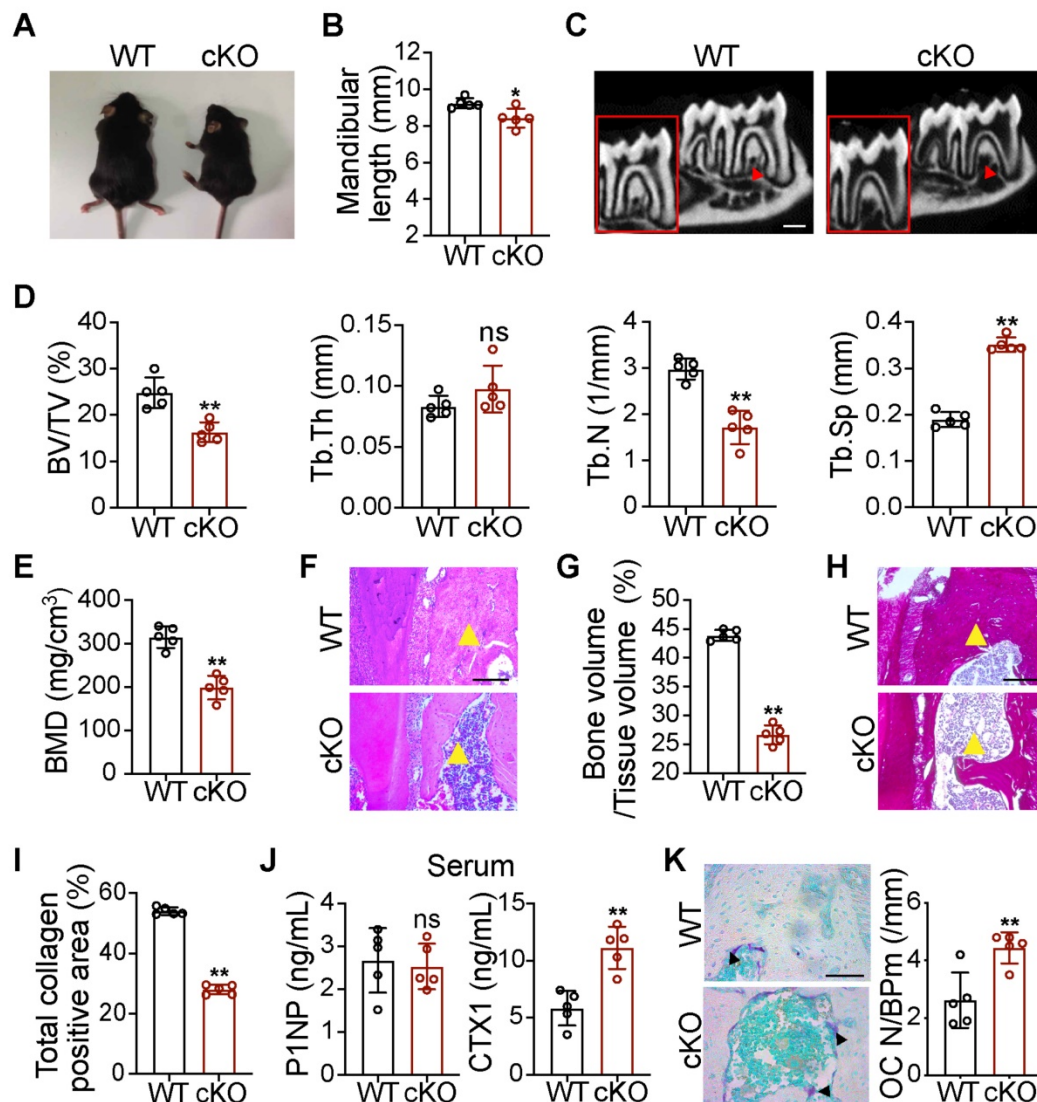 A
WT cKO
B
Mandibular
length (mm)
12
10
8
6
4
2
*
WT cKO
C
WT cKO
D
BV/TV (%)
40
30
20
10
0
**
WT cKO
Tb.Th (mm)
0.15
0.10
0.05
0.00
ns
WT cKO
Tb.N (1/mm)
4
3
2
1
0
**
WT cKO
Tb.Sp (mm)
0.4
0.3
0.2
0.1
0.0
**
WT cKO
E
BMD (mg/cm³)
400
300
200
100
0
**
WT cKO
F
WT
cKO
G
Bone volume
/Tissue volume (%)
50
45
40
35
30
25
20
**
WT cKO
H
WT
cKO
I
Total collagen
positive area (%)
60
40
20
0
**
WT cKO
J
Serum
P1NP (ng/mL)
4
3
2
1
0
ns
WT cKO
CTX1 (ng/mL)
15
10
5
0
**
WT cKO
K
WT
cKO
OC N/BPm (/mm)
6
4
2
0
**
WT cKO